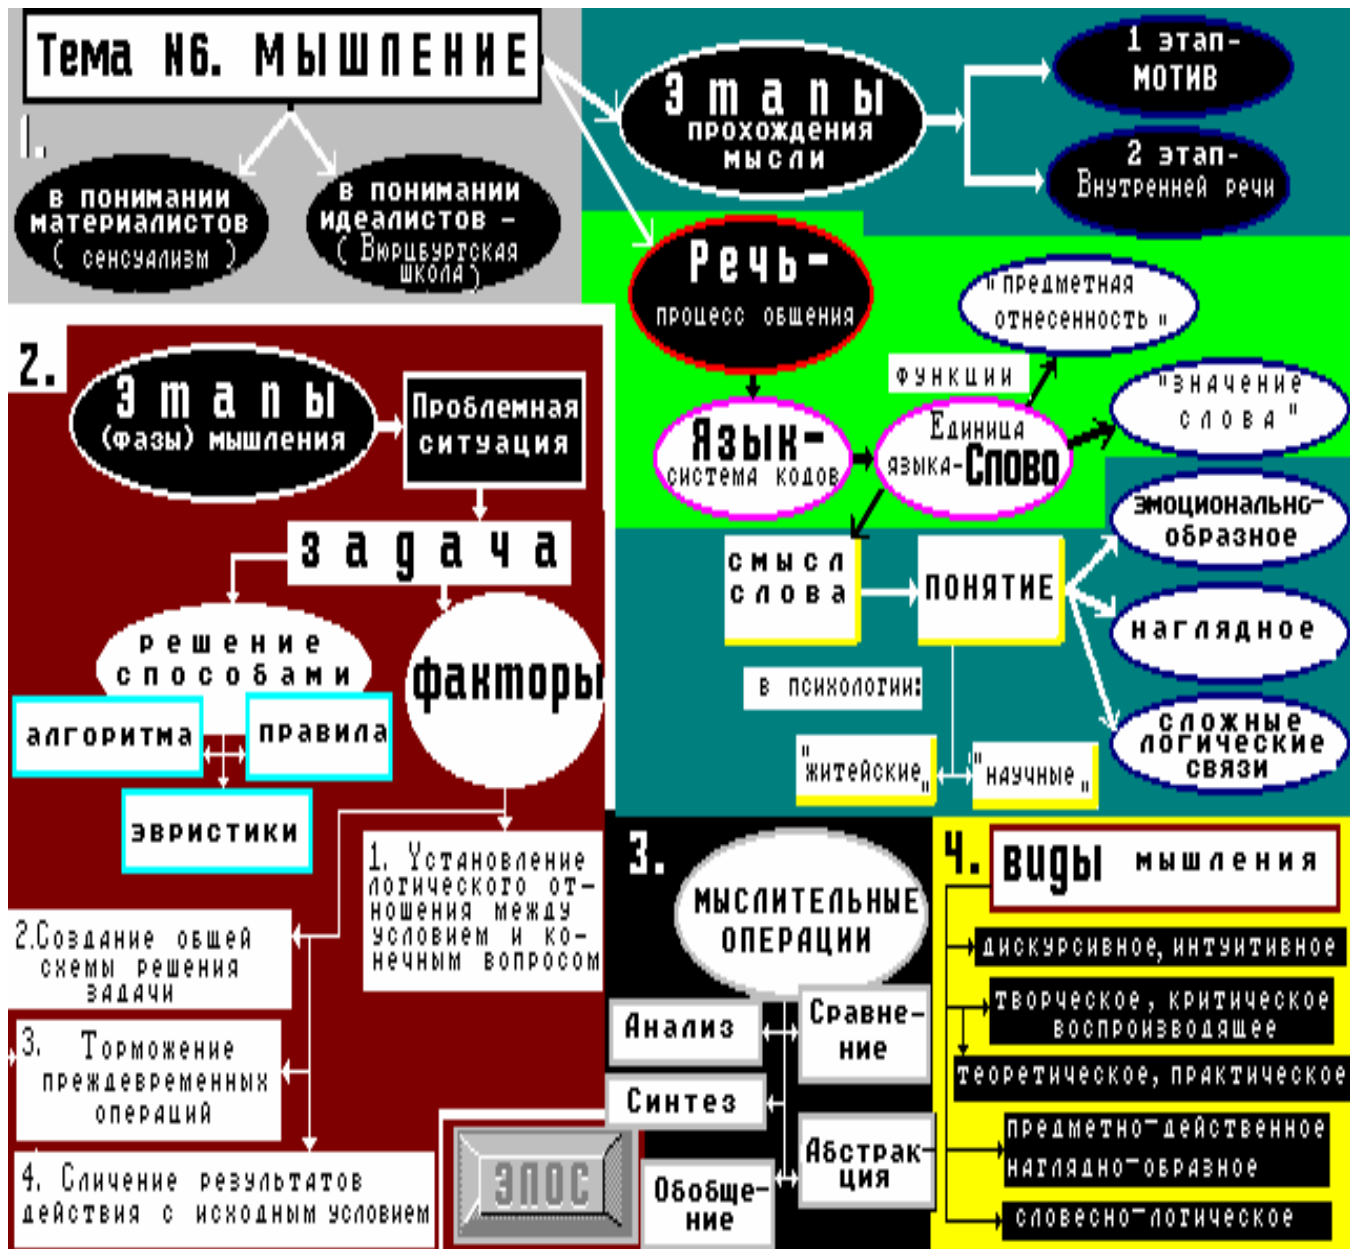 Тема N6. МЫШЛЕНИЕ
1.
в понимании
материалистов
( сенсуализм )
в понимании
идеалистов –
( Вюрцбургская
школа )
Этапы
прохождения
мысли
1 этап-
МОТИВ
2 этап-
Внутренней речи
Речь-
процесс общения
"предметная
отнесенность"
функции
"значение
слова"
Язык-
система кодов
Единица
языка-Слово
смысл
слова
ПОНЯТИЕ
эмоционально-
образное
наглядное
сложные
логические
связи
в психологии:
"житейские"
"научные"
2.
Этапы
(фазы) мышления
Проблемная
ситуация
задача
решение
способами
факторы
алгоритма
правила
эвристики
1. Установление
логического от-
ношения между
условием и ко-
нечным вопросом
2.Создание общей
схемы решения
задачи
3. Торможение
преждевременных
операций
4. Сличение результатов
действия с исходным условием
ЭПОС
3.
МЫСЛИТЕЛЬНЫЕ
ОПЕРАЦИИ
Анализ
Сравне-
ние
Синтез
Абстрак-
ция
Обобще-
ние
4. виды мышления
дискурсивное, интуитивное
творческое, критическое
воспроизводящее
теоретическое, практическое
предметно-действенное
наглядно-образное
словесно-логическое